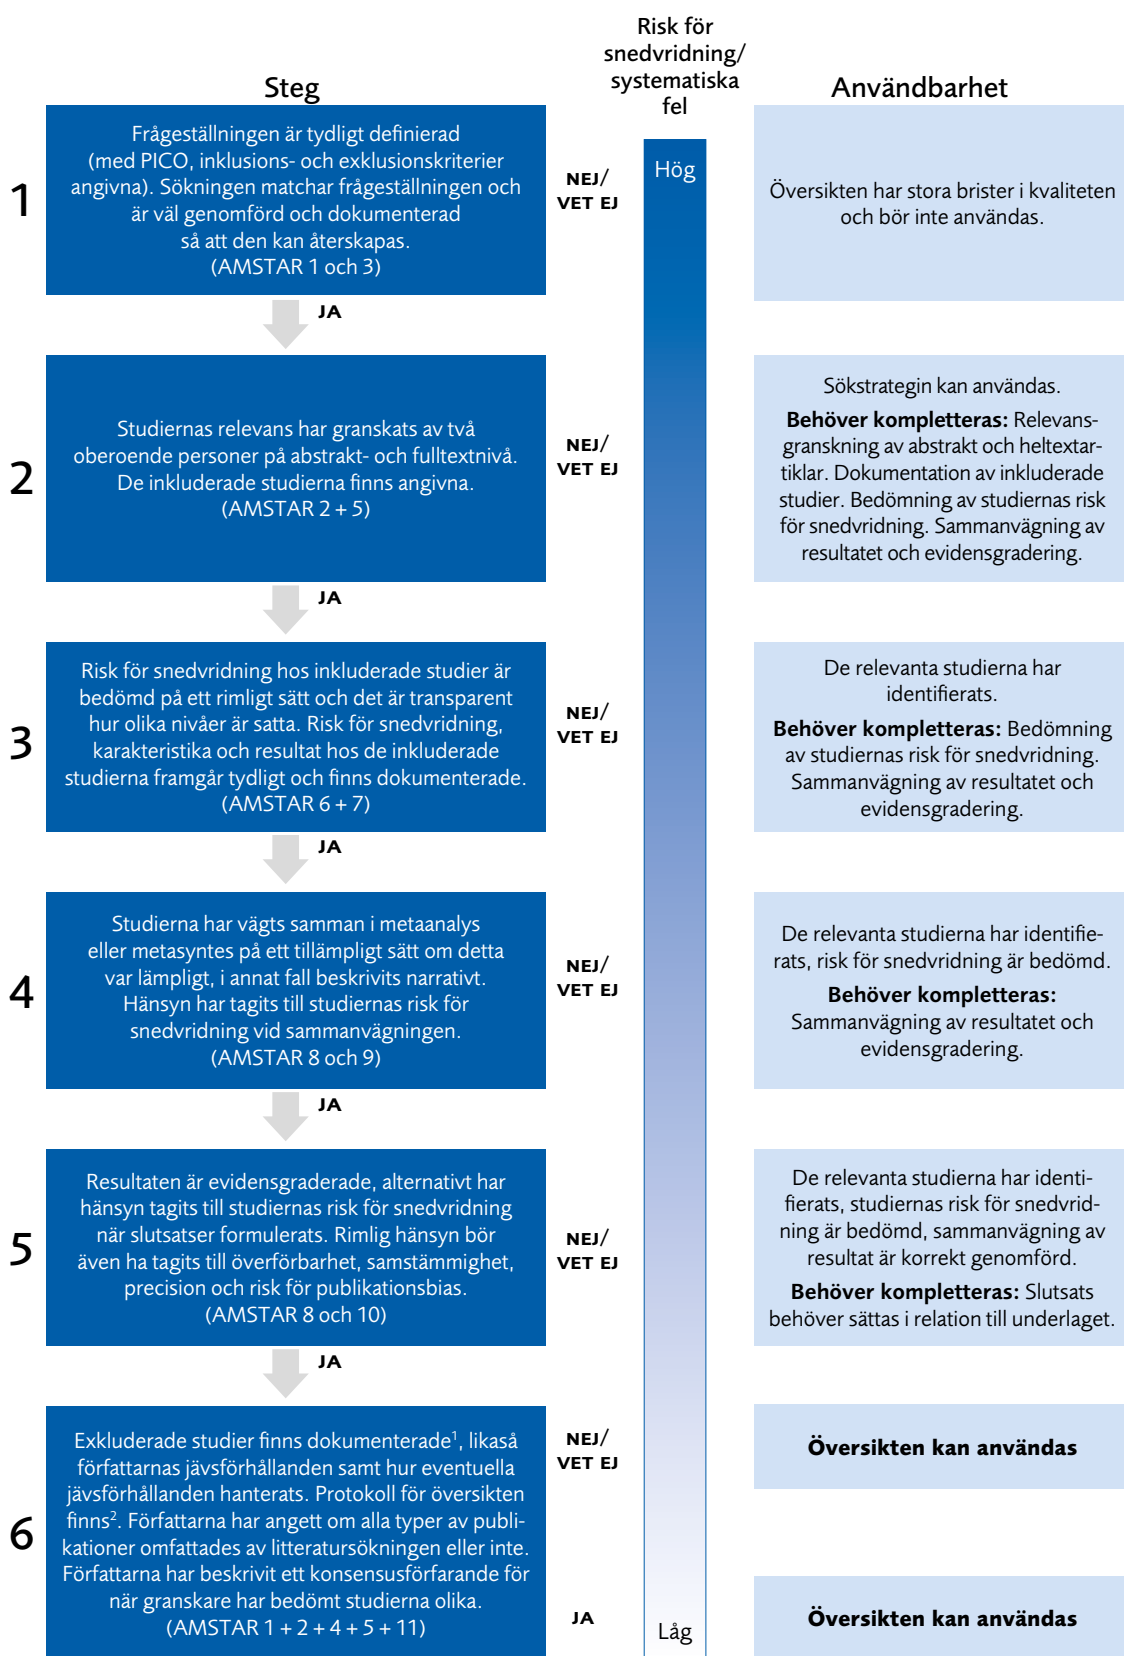 Steg
Risk för
snedvridning/
systematiska
fel
Användbarhet
1
Frågeställningen är tydligt definierad
(med PICO, inklusions- och exklusionskriterier
angivna). Sökningen matchar frågeställningen och
är väl genomförd och dokumenterad
så att den kan återskapas.
(AMSTAR 1 och 3)
NEJ/
VET EJ
Hög
Översikten har stora brister i kvaliteten
och bör inte användas.
JA
2
Studiernas relevans har granskats av två
oberoende personer på abstrakt- och fulltextnivå.
De inkluderade studierna finns angivna.
(AMSTAR 2 + 5)
NEJ/
VET EJ
Sökstrategin kan användas.
Behöver kompletteras: Relevans-
granskning av abstrakt och heltextar-
tiklar. Dokumentation av inkluderade
studier. Bedömning av studiernas risk
för snedvridning. Sammanvägning av
resultatet och evidensgradering.
JA
3
Risk för snedvridning hos inkluderade studier är
bedömd på ett rimligt sätt och det är transparent
hur olika nivåer är satta. Risk för snedvridning,
karakteristika och resultat hos de inkluderade
studierna framgår tydligt och finns dokumenterade.
(AMSTAR 6 + 7)
NEJ/
VET EJ
De relevanta studierna har
identifierats.
Behöver kompletteras: Bedömning
av studiernas risk för snedvridning.
Sammanvägning av resultatet och
evidensgradering.
JA
4
Studierna har vägts samman i metaanalys
eller metasyntes på ett tillämpligt sätt om detta
var lämpligt, i annat fall beskrivits narrativt.
Hänsyn har tagits till studiernas risk för
snedvridning vid sammanvägningen.
(AMSTAR 8 och 9)
NEJ/
VET EJ
De relevanta studierna har identifie-
rats, risk för snedvridning är bedömd.
Behöver kompletteras:
Sammanvägning av resultatet och
evidensgradering.
JA
5
Resultaten är evidensgraderade, alternativt har
hänsyn tagits till studiernas risk för snedvridning
när slutsatser formulerats. Rimlig hänsyn bör
även ha tagits till överförbarhet, samstämmighet,
precision och risk för publikationsbias.
(AMSTAR 8 och 10)
NEJ/
VET EJ
De relevanta studierna har identi-
fierats, studiernas risk för snedvrid-
ning är bedömd, sammanvägning av
resultat är korrekt genomförd.
Behöver kompletteras: Slutsats
behöver sättas i relation till underlaget.
JA
6
Exkluderade studier finns dokumenterade¹, likaså
författarnas jävsförhållanden samt hur eventuella
jävsförhållanden hanterats. Protokoll för översikten
finns². Författarna har angett om alla typer av publi-
kationer omfattades av litteratursökningen eller inte.
Författarna har beskrivit ett konsensusförfarande för
när granskare har bedömt studierna olika.
(AMSTAR 1 + 2 + 4 + 5 + 11)
NEJ/
VET EJ
Översikten kan användas
JA
Låg
Översikten kan användas